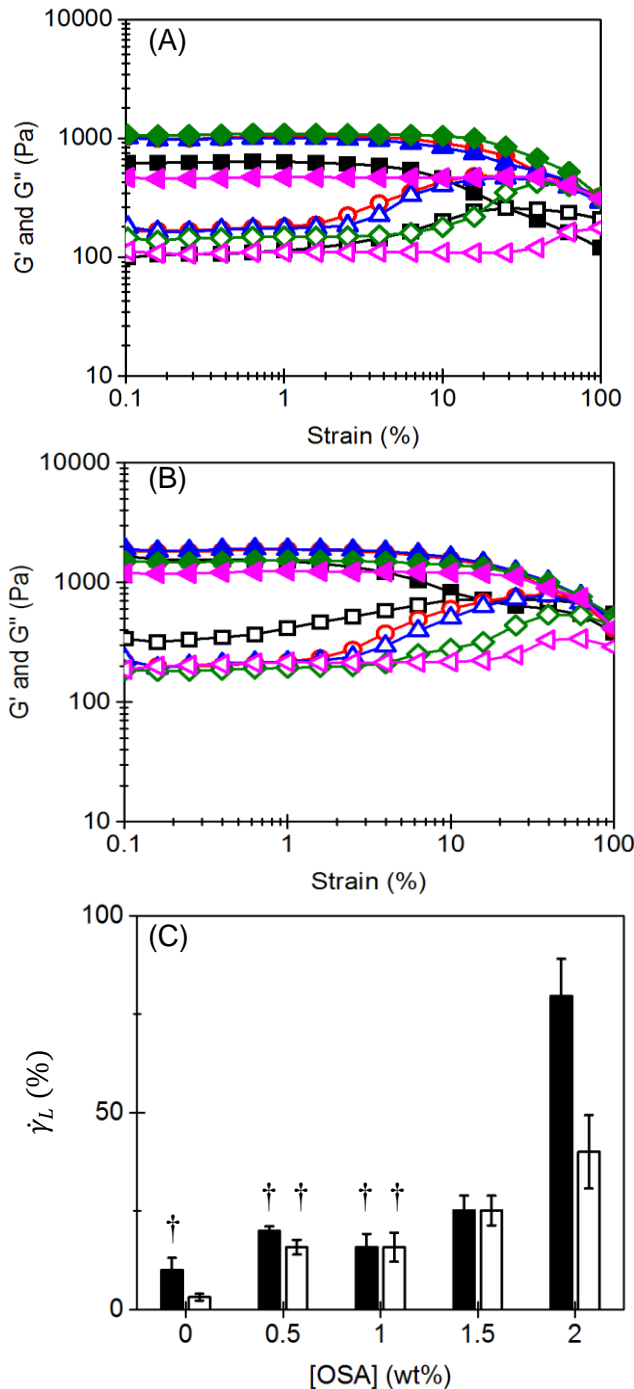 (A)
10000
1000
100
10
G' and G" (Pa)
0.1 1 10 100
Strain (%)
(B)
10000
1000
100
10
G' and G" (Pa)
0.1 1 10 100
Strain (%)
(C)
100
50
0
γ̇L (%)
† † † † †
0 0.5 1 1.5 2
[OSA] (wt%)